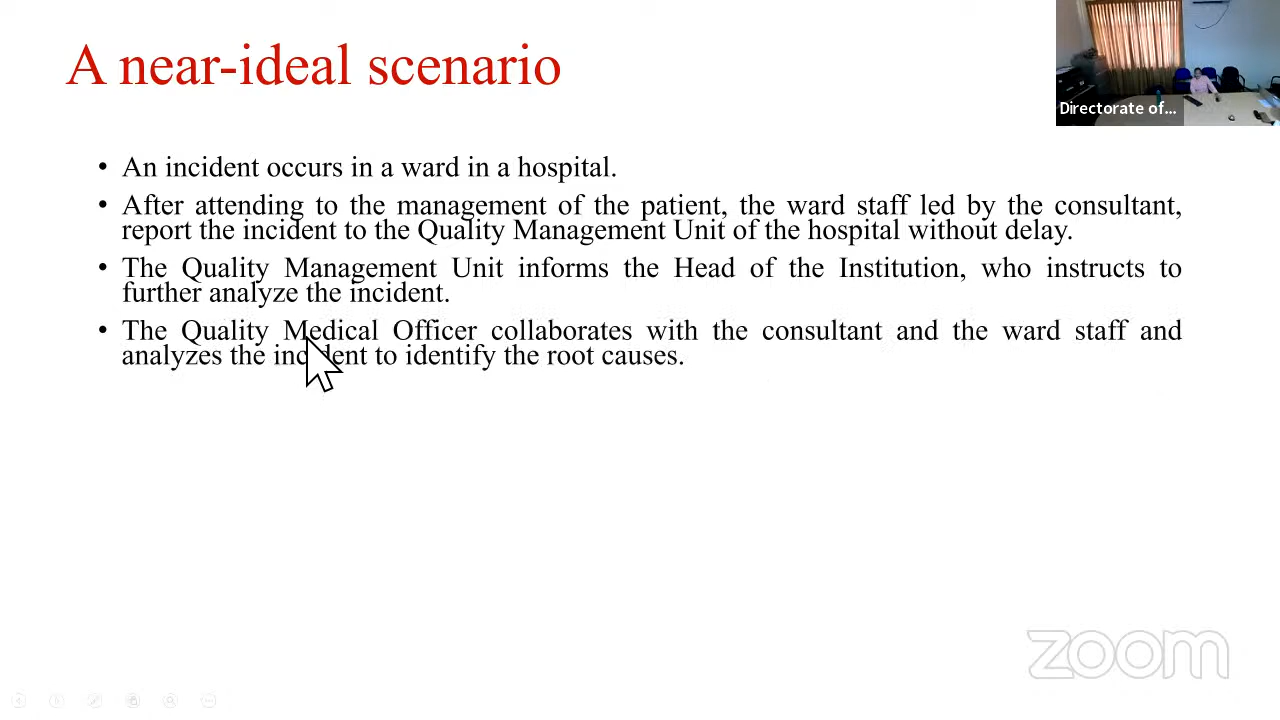 A near-ideal scenario
Directorate of...
• An incident occurs in a ward in a hospital.
• After attending to the management of the patient, the ward staff led by the consultant,
report the incident to the Quality Management Unit of the hospital without delay.
• The Quality Management Unit informs the Head of the Institution, who instructs to
further analyze the incident.
• The Quality Medical Officer collaborates with the consultant and the ward staff and
analyzes the incident to identify the root causes.
zoom